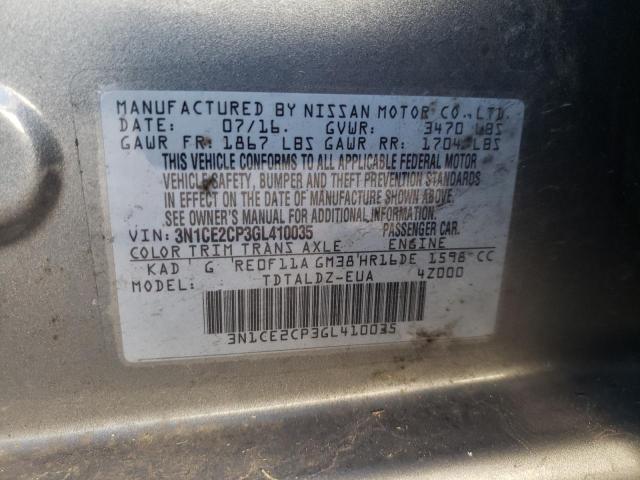 MANUFACTURED BY NISSAN MOTOR CO., LTD.
DATE: 07/16. GVWR: 3470 LBS
GAWR FR: 1867 LBS GAWR RR: 1704 LBS
THIS VEHICLE CONFORMS TO ALL APPLICABLE FEDERAL MOTOR
VEHICLE SAFETY, BUMPER AND THEFT PREVENTION STANDARDS
IN EFFECT ON THE DATE OF MANUFACTURE SHOWN ABOVE.
SEE OWNER'S MANUAL FOR ADDITIONAL INFORMATION.
VIN: 3N1CE2CP3GL410035 PASSENGER CAR.
COLOR TRIM TRANS AXLE ENGINE
KAD G RE0F11A GM38 HR16DE 1598 CC
MODEL: TDTALDZ-EUA 4Z000
3N1CE2CP3GL410035